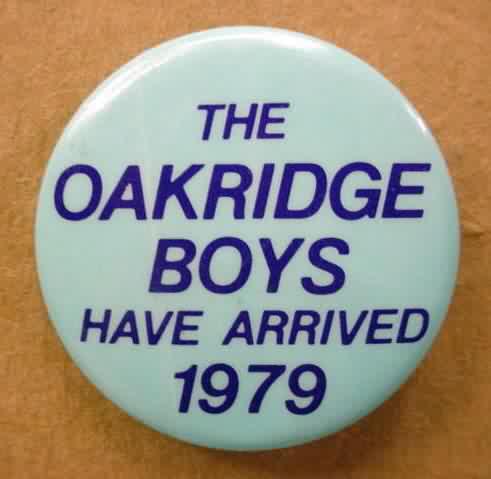 THE
OAKRIDGE
BOYS
HAVE ARRIVED
1979